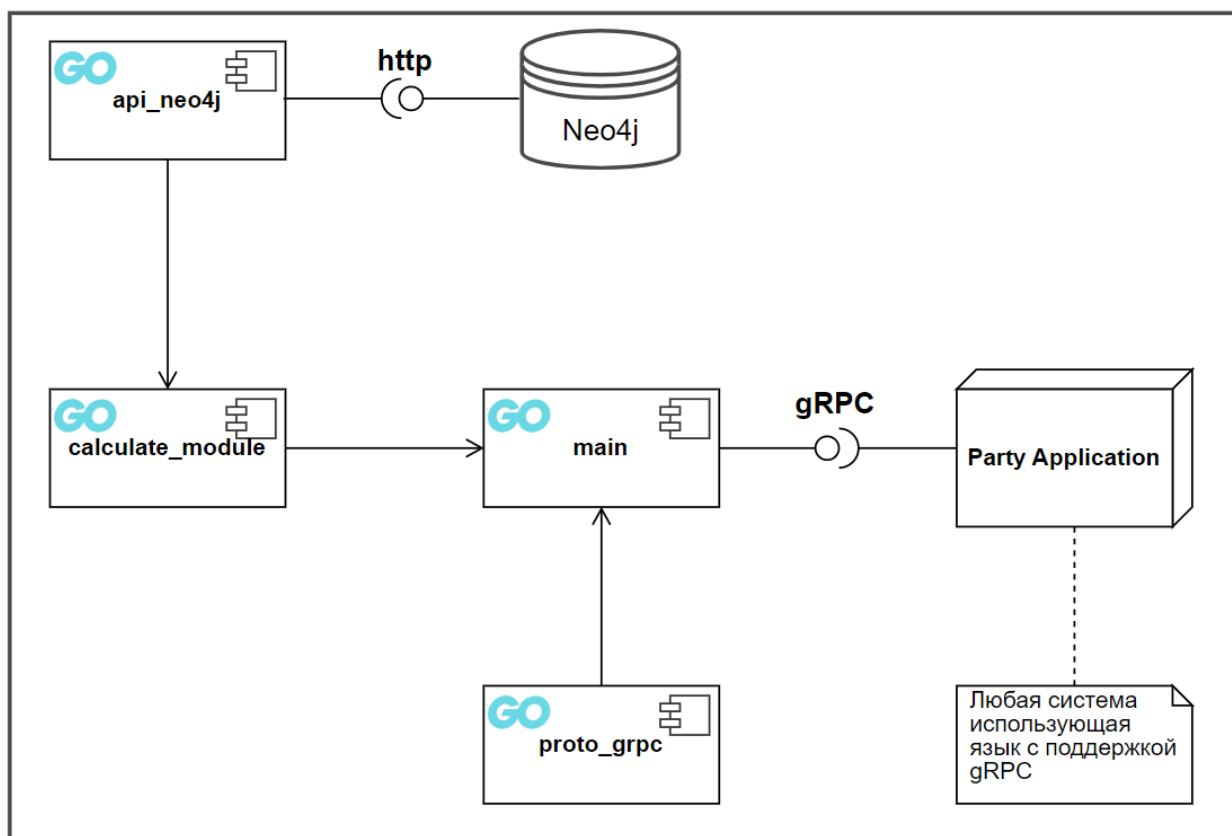 GO
api_neo4j
http
Neo4j
GO
calculate_module
GO
main
gRPC
Party Application
GO
proto_grpc
Любая система
использующая
язык с поддержкой
gRPC